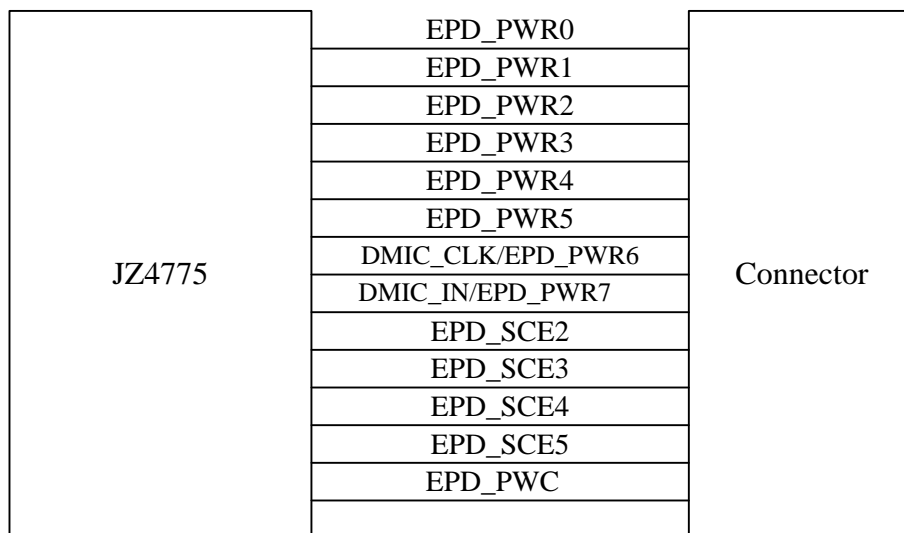 EPD_PWR0
EPD_PWR1
EPD_PWR2
EPD_PWR3
EPD_PWR4
EPD_PWR5
JZ4775
DMIC_CLK/EPD_PWR6
Connector
DMIC_IN/EPD_PWR7
EPD_SCE2
EPD_SCE3
EPD_SCE4
EPD_SCE5
EPD_PWC